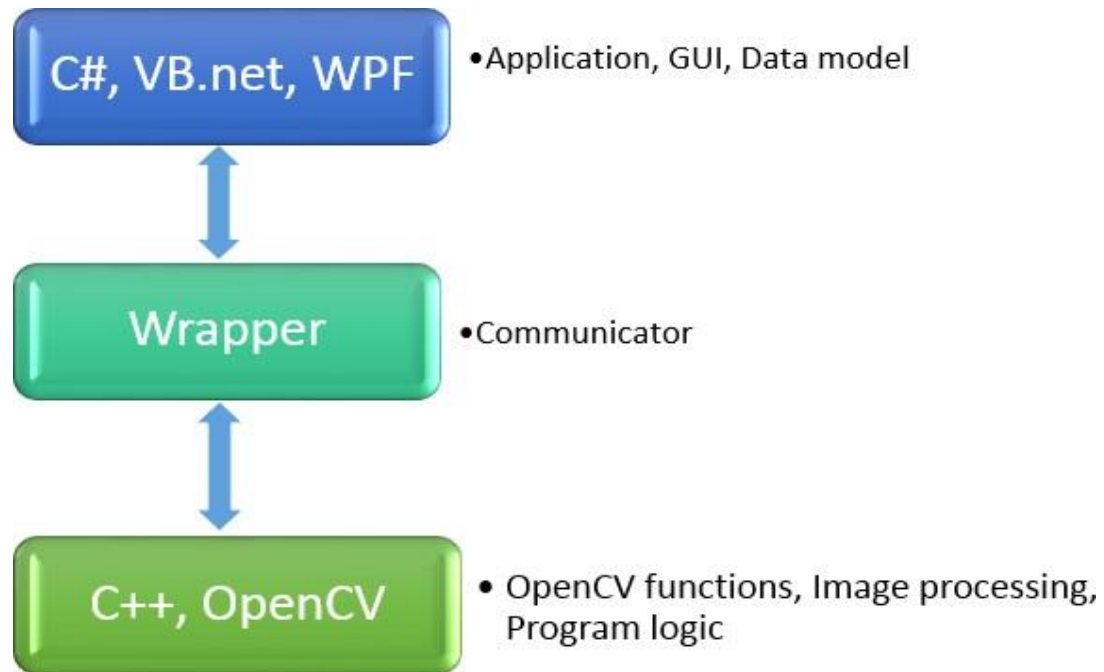 C#, VB.net, WPF
•Application, GUI, Data model
Wrapper
•Communicator
C++, OpenCV
• OpenCV functions, Image processing,
Program logic